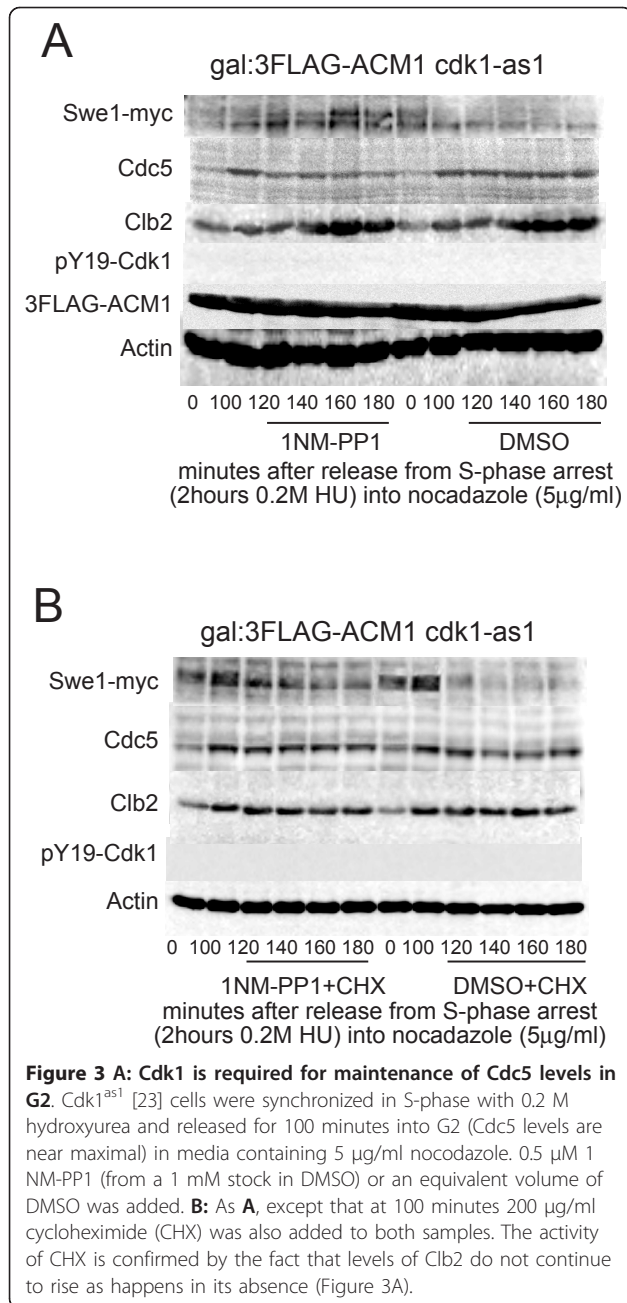 A
gal:3FLAG-ACM1 cdk1-as1
Swe1-myc
Cdc5
Clb2
pY19-Cdk1
3FLAG-ACM1
Actin
0 100 120 140 160 180 0 100 120 140 160 180
1NM-PP1 DMSO
minutes after release from S-phase arrest
(2hours 0.2M HU) into nocadazole (5µg/ml)
B
gal:3FLAG-ACM1 cdk1-as1
Swe1-myc
Cdc5
Clb2
pY19-Cdk1
Actin
0 100 120 140 160 180 0 100 120 140 160 180
1NM-PP1+CHX DMSO+CHX
minutes after release from S-phase arrest
(2hours 0.2M HU) into nocadazole (5µg/ml)
Figure 3 A: Cdk1 is required for maintenance of Cdc5 levels in
G2. Cdk1^as1 [23] cells were synchronized in S-phase with 0.2 M
hydroxyurea and released for 100 minutes into G2 (Cdc5 levels are
near maximal) in media containing 5 µg/ml nocodozole. 0.5 µM 1
NM-PP1 (from a 1 mM stock in DMSO) or an equivalent volume of
DMSO was added. B: As A, except that at 100 minutes 200 µg/ml
cycloheximide (CHX) was also added to both samples. The activity
of CHX is confirmed by the fact that levels of Clb2 do not continue
to rise as happens in its absence (Figure 3A).